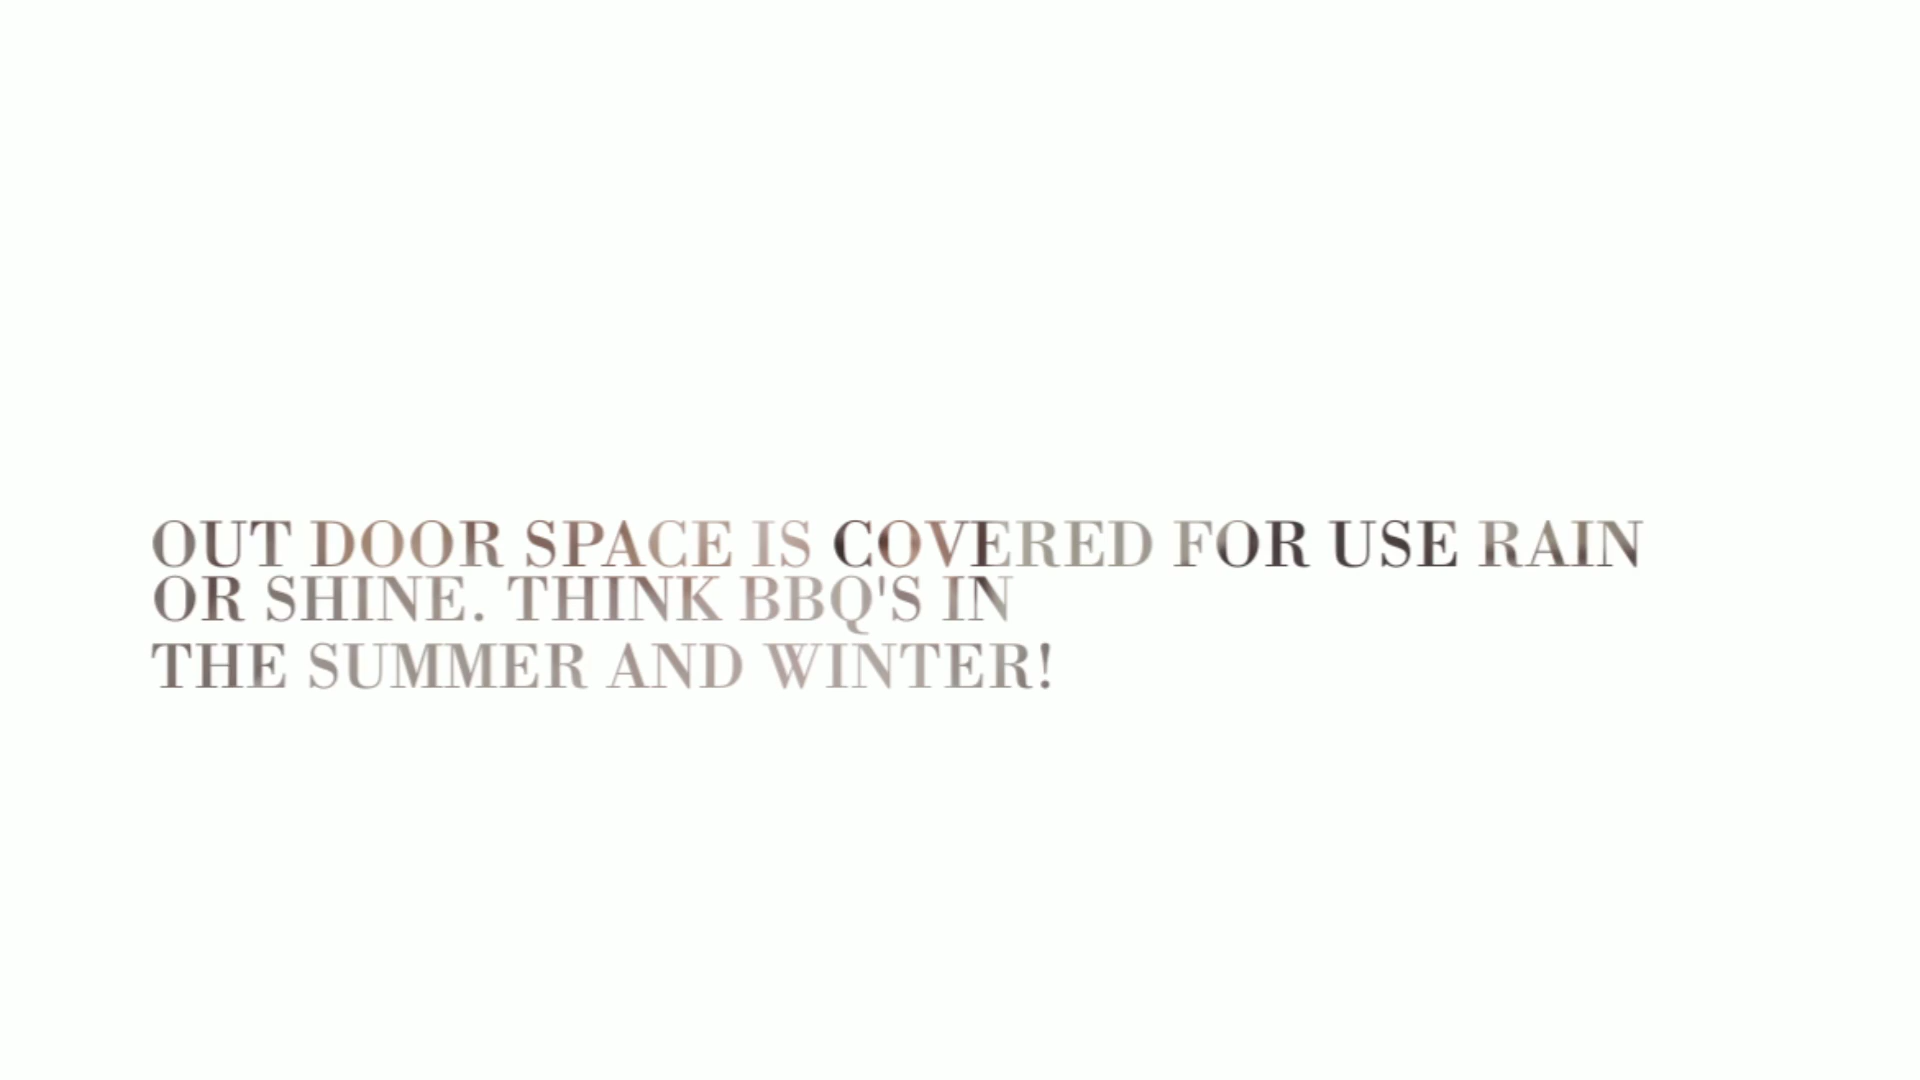 OUT DOOR SPACE IS COVERED FOR USE RAIN
OR SHINE. THINK BBQ'S IN
THE SUMMER AND WINTER!